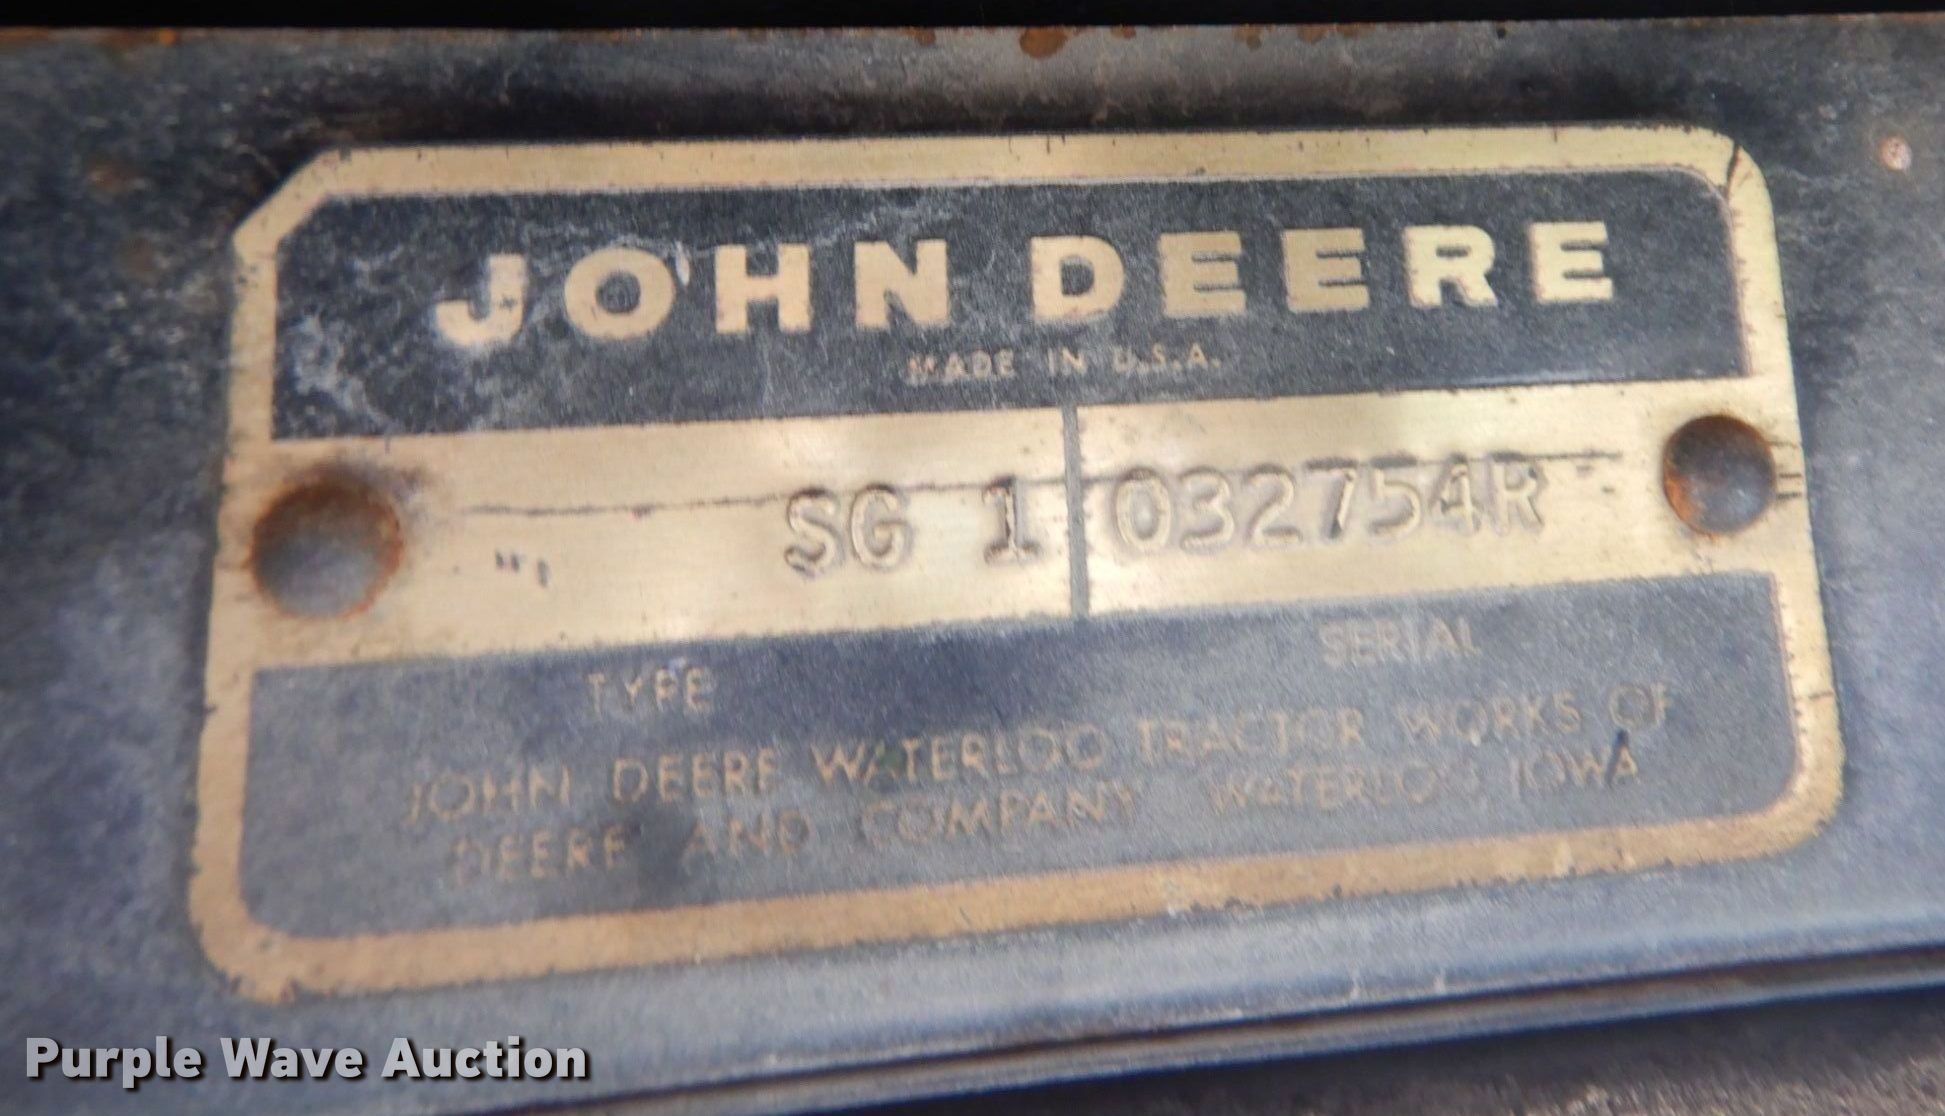 JOHN DEERE
MADE IN U.S.A.
SG 1 032754R
TYPE SERIAL
JOHN DEERE WATERLOO TRACTOR WORKS OF
DEERE AND COMPANY WATERLOO, IOWA
Purple Wave Auction